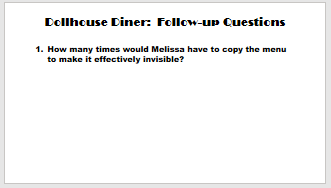 Dollhouse Diner: Follow-up Questions
1. How many times would Melissa have to copy the menu
to make it effectively invisible?